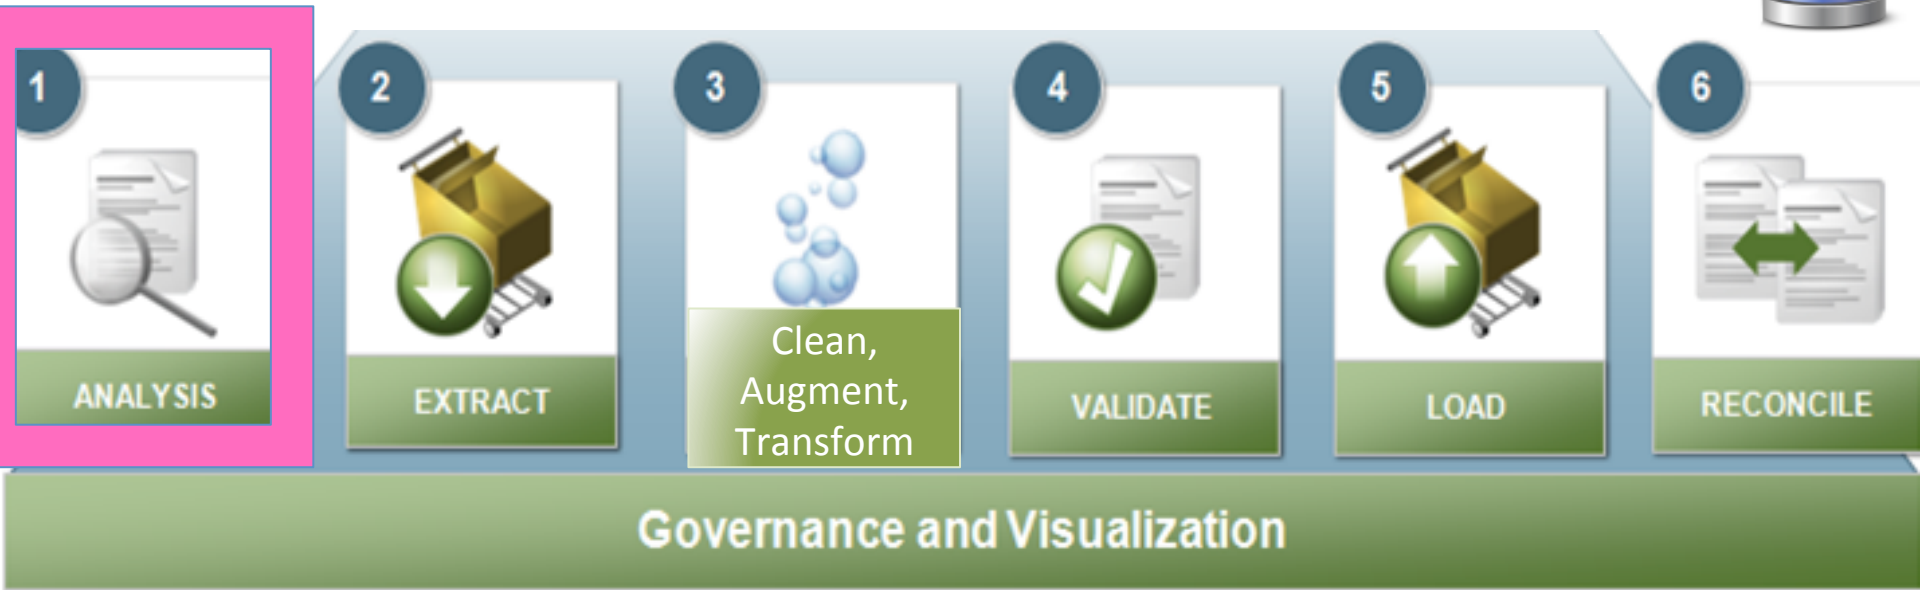 1
2
3
4
5
6
ANALYSIS
EXTRACT
Clean,
Augment,
Transform
VALIDATE
LOAD
RECONCILE
Governance and Visualization